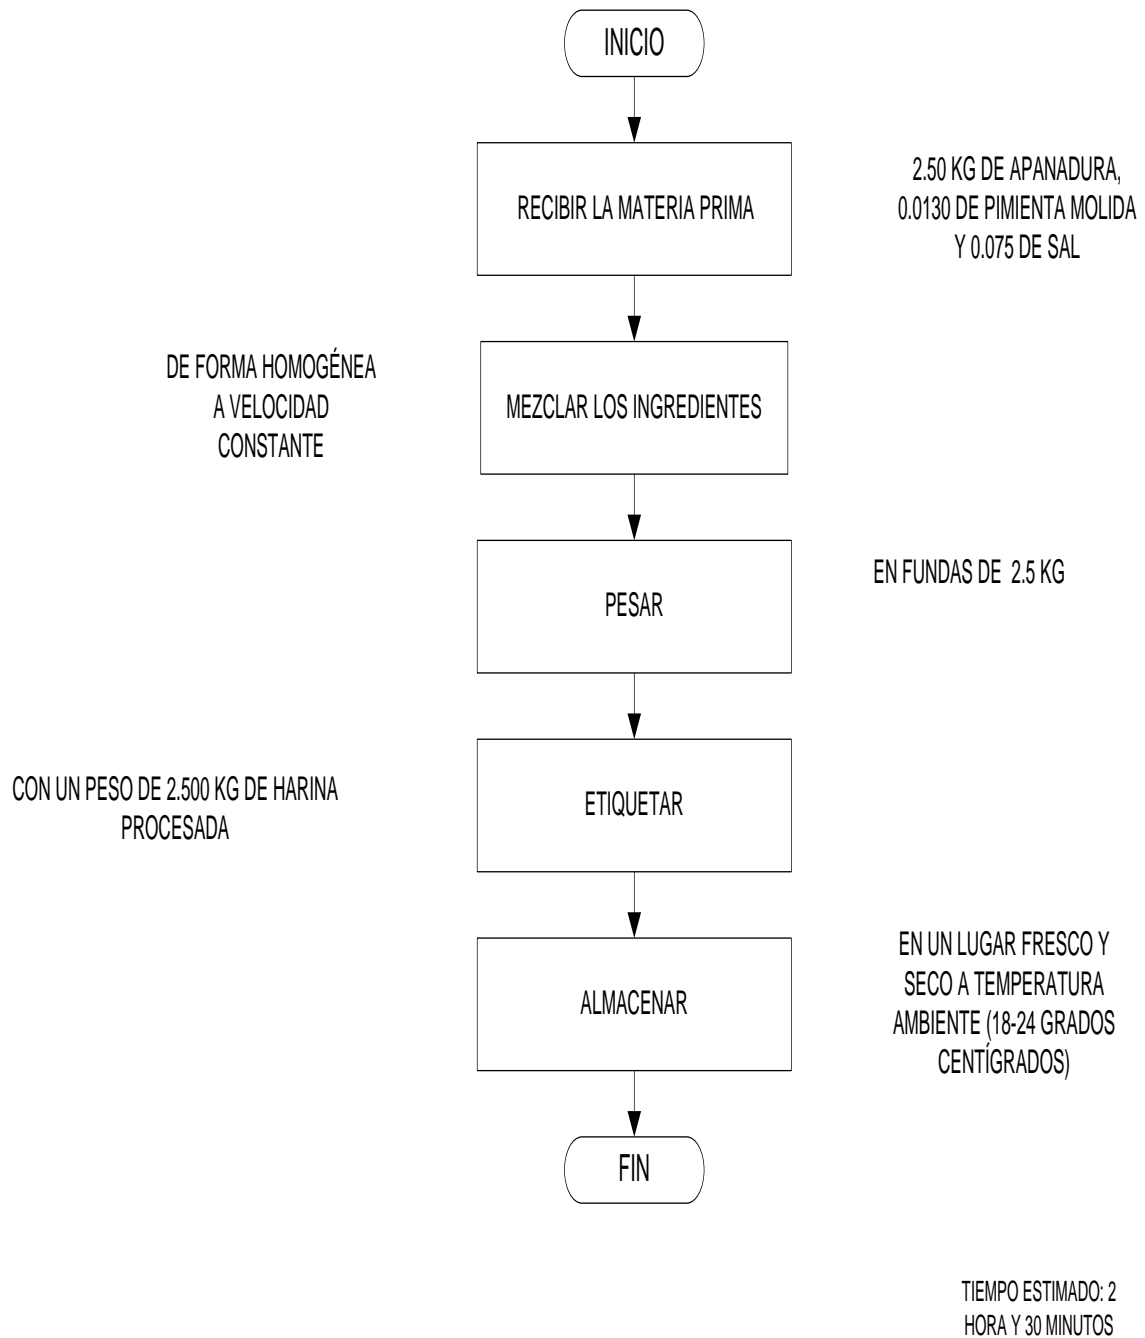 INICIO
RECIBIR LA MATERIA PRIMA
2.50 KG DE APANADURA,
0.0130 DE PIMIENTA MOLIDA
Y 0.075 DE SAL
DE FORMA HOMOGÉNEA
A VELOCIDAD
CONSTANTE
MEZCLAR LOS INGREDIENTES
EN FUNDAS DE  2.5 KG
PESAR
CON UN PESO DE 2.500 KG DE HARINA
PROCESADA
ETIQUETAR
EN UN LUGAR FRESCO Y
SECO A TEMPERATURA
AMBIENTE (18-24 GRADOS
CENTÍGRADOS)
ALMACENAR
FIN
TIEMPO ESTIMADO: 2
HORA Y 30 MINUTOS